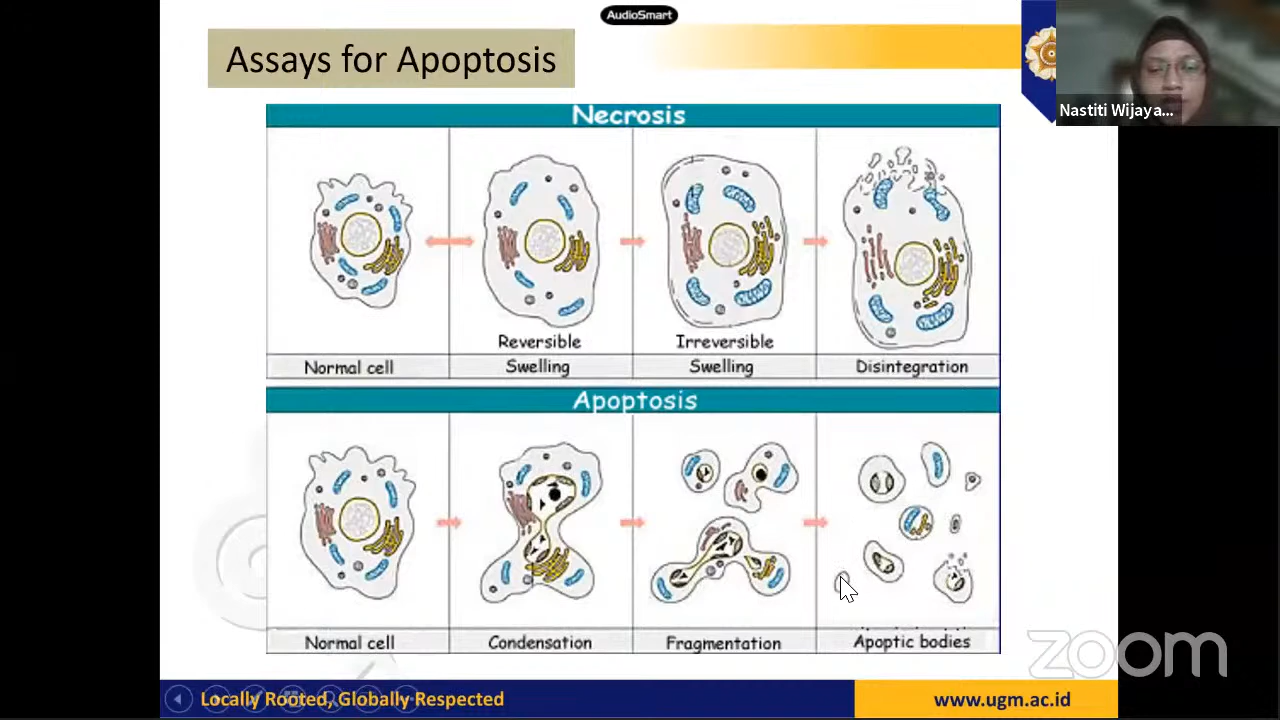 AudioSmart
Assays for Apoptosis
Nastiti Wijaya...
Necrosis
Reversible
Irreversible
Normal cell
Swelling
Swelling
Disintegration
Apoptosis
Normal cell
Condensation
Fragmentation
Apoptic bodies
zoom
Locally Rooted, Globally Respected
www.ugm.ac.id